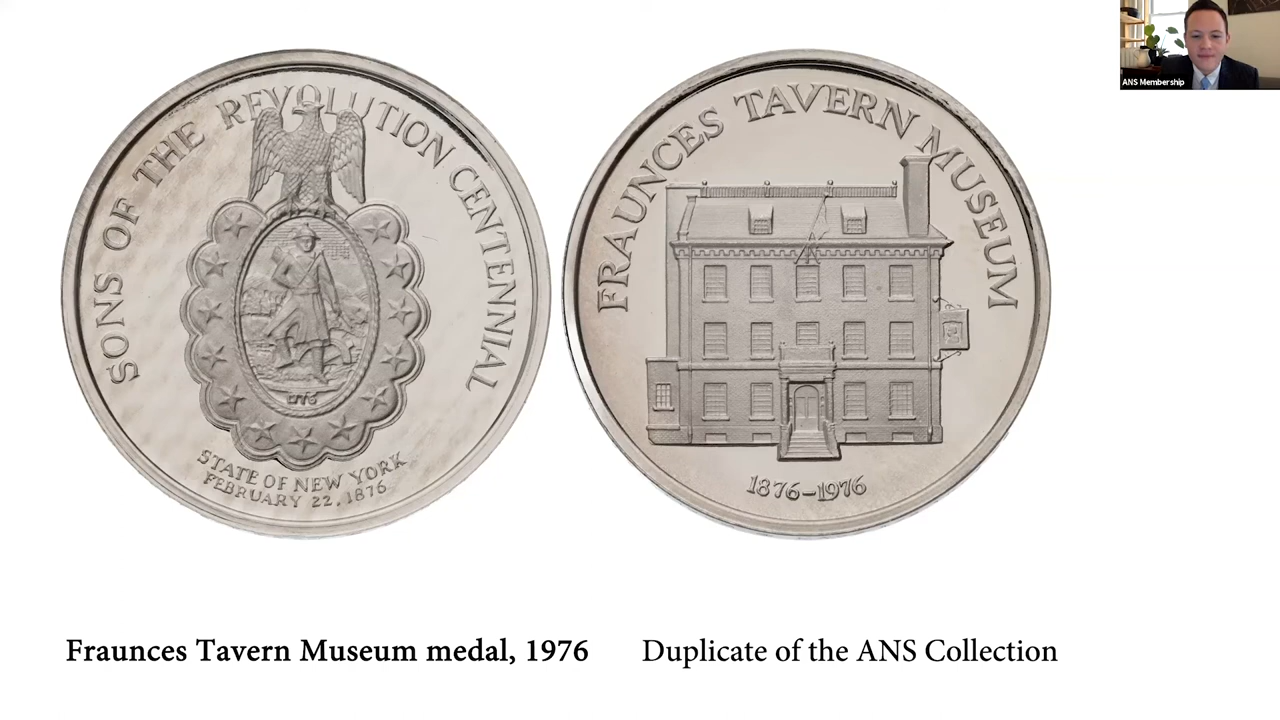 ANS Membership
SONS OF THE REVOLUTION CENTENNIAL
1776
STATE OF NEW YORK
FEBRUARY 22, 1876
FRAUNCES TAVERN MUSEUM
1876–1976
Fraunces Tavern Museum medal, 1976
Duplicate of the ANS Collection